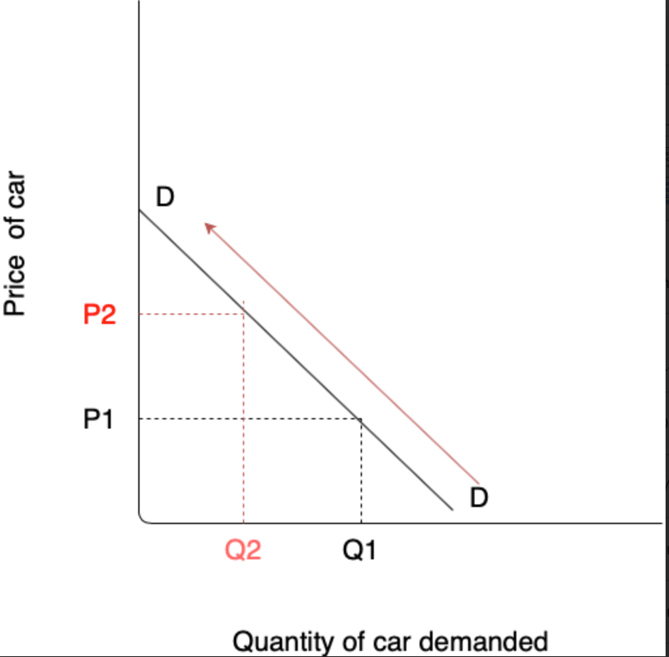 D
Price of car
P2
P1
D
Q2
Q1
Quantity of car demanded